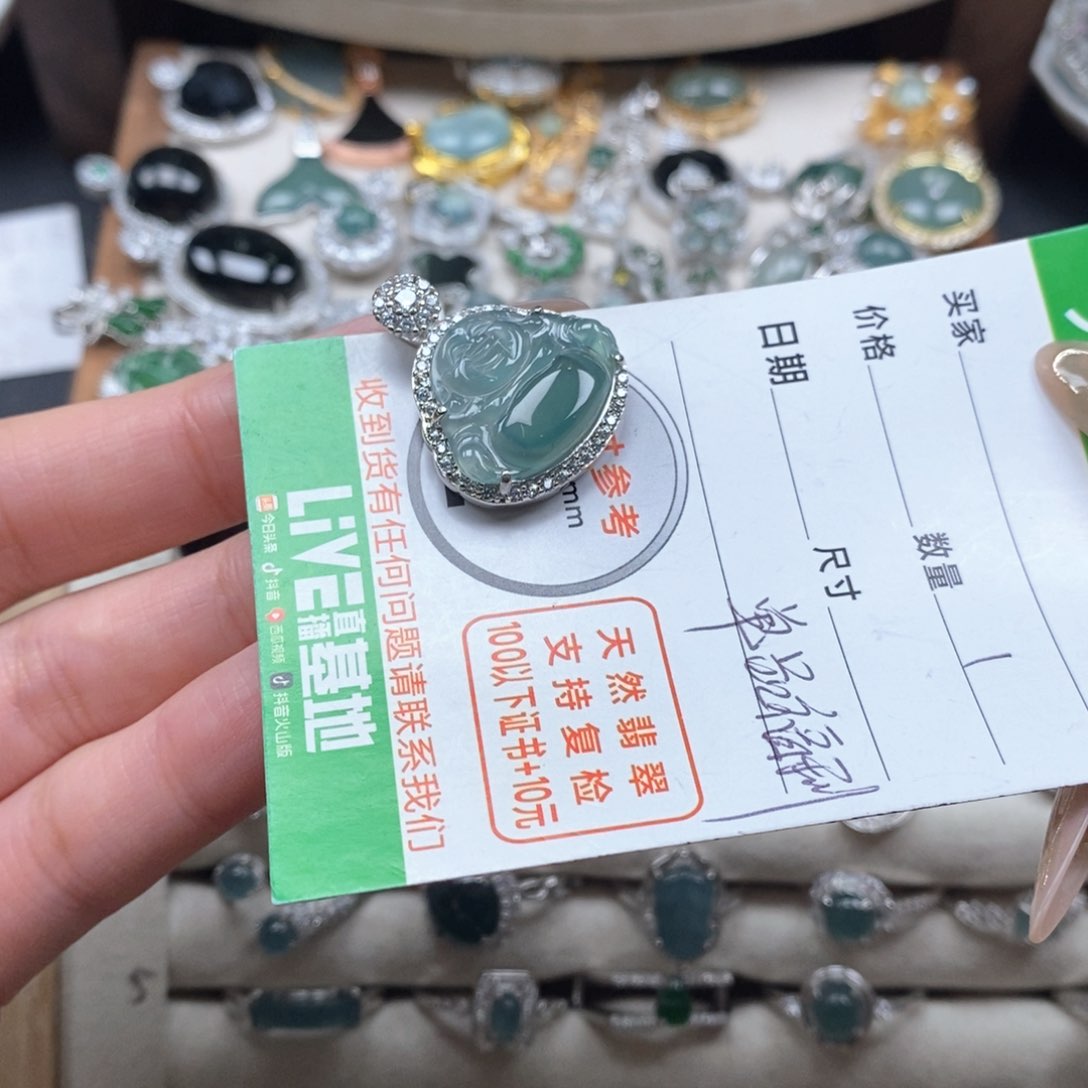 买家
价格
数量 1
日期
尺寸
寸参考
mm
天然翡翠
支持复检
100以下证书+10元
收到货有任何问题请联系我们
LiVE直播基地
今日头条 抖音 西瓜视频 抖音火山版